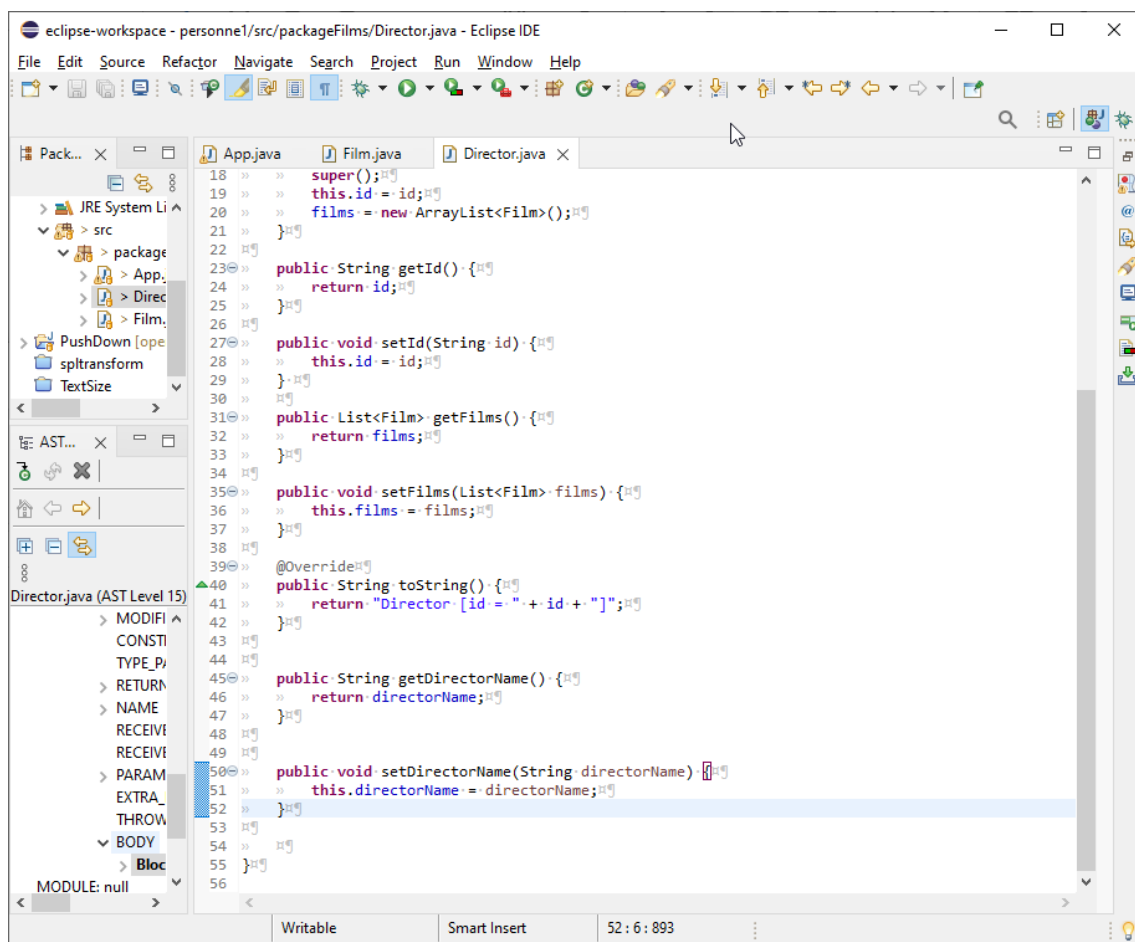 eclipse-workspace - personne1/src/packageFilms/Director.java - Eclipse IDE
File Edit Source Refactor Navigate Search Project Run Window Help
Pack...
App.java
Film.java
Director.java
JRE System Li
> src
> package
> App.
> Direc
> Film.
PushDown [ope
spltransform
TextSize
AST...
Director.java (AST Level 15)
MODIFI
CONSTI
TYPE_PA
RETURN
NAME
RECEIVE
RECEIVE
PARAM
EXTRA_
THROW
BODY
Bloc
MODULE: null
18 super();
19 this.id = id;
20 films = new ArrayList<Film>();
21 }
22
23 public String getId() {
24 return id;
25 }
26
27 public void setId(String id) {
28 this.id = id;
29 }
30
31 public List<Film> getFilms() {
32 return films;
33 }
34
35 public void setFilms(List<Film> films) {
36 this.films = films;
37 }
38
39 @Override
40 public String toString() {
41 return "Director [id = " + id + "]";
42 }
43
44
45 public String getDirectorName() {
46 return directorName;
47 }
48
49
50 public void setDirectorName(String directorName) {
51 this.directorName = directorName;
52 }
53
54
55 }
56
Writable
Smart Insert
52 : 6 : 893